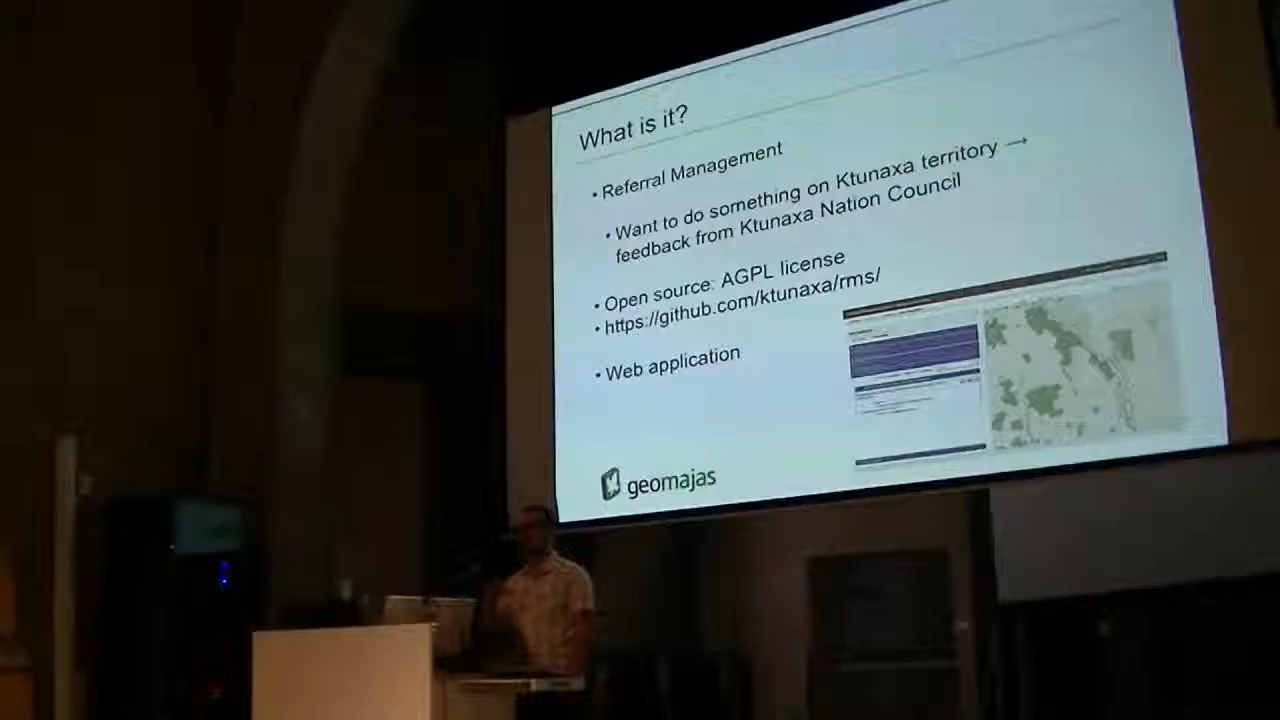 What is it?
• Referral Management
• Want to do something on Ktunaxa territory →
feedback from Ktunaxa Nation Council
• Open source: AGPL license
• https://github.com/ktunaxa/rms/
• Web application
geomajas